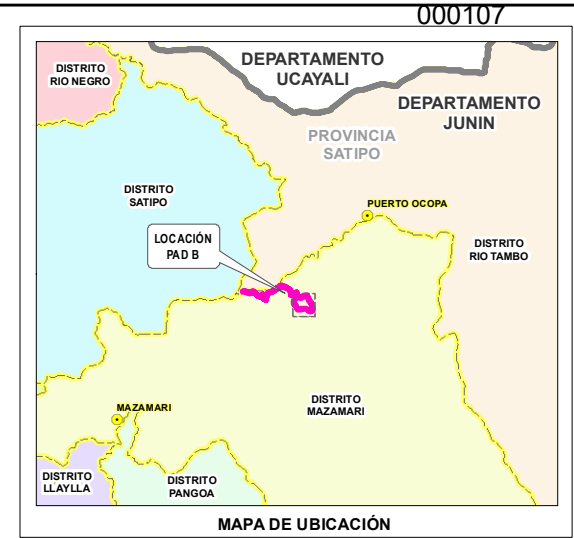 000107
DEPARTAMENTO
UCAYALI
DISTRITO
RIO NEGRO
DEPARTAMENTO
JUNIN
PROVINCIA
SATIPO
DISTRITO
SATIPO
PUERTO OCOPA
LOCACIÓN
PAD B
DISTRITO
RIO TAMBO
DISTRITO
MAZAMARI
MAZAMARI
DISTRITO
LLAYLLA
DISTRITO
PANGOA
MAPA DE UBICACIÓN